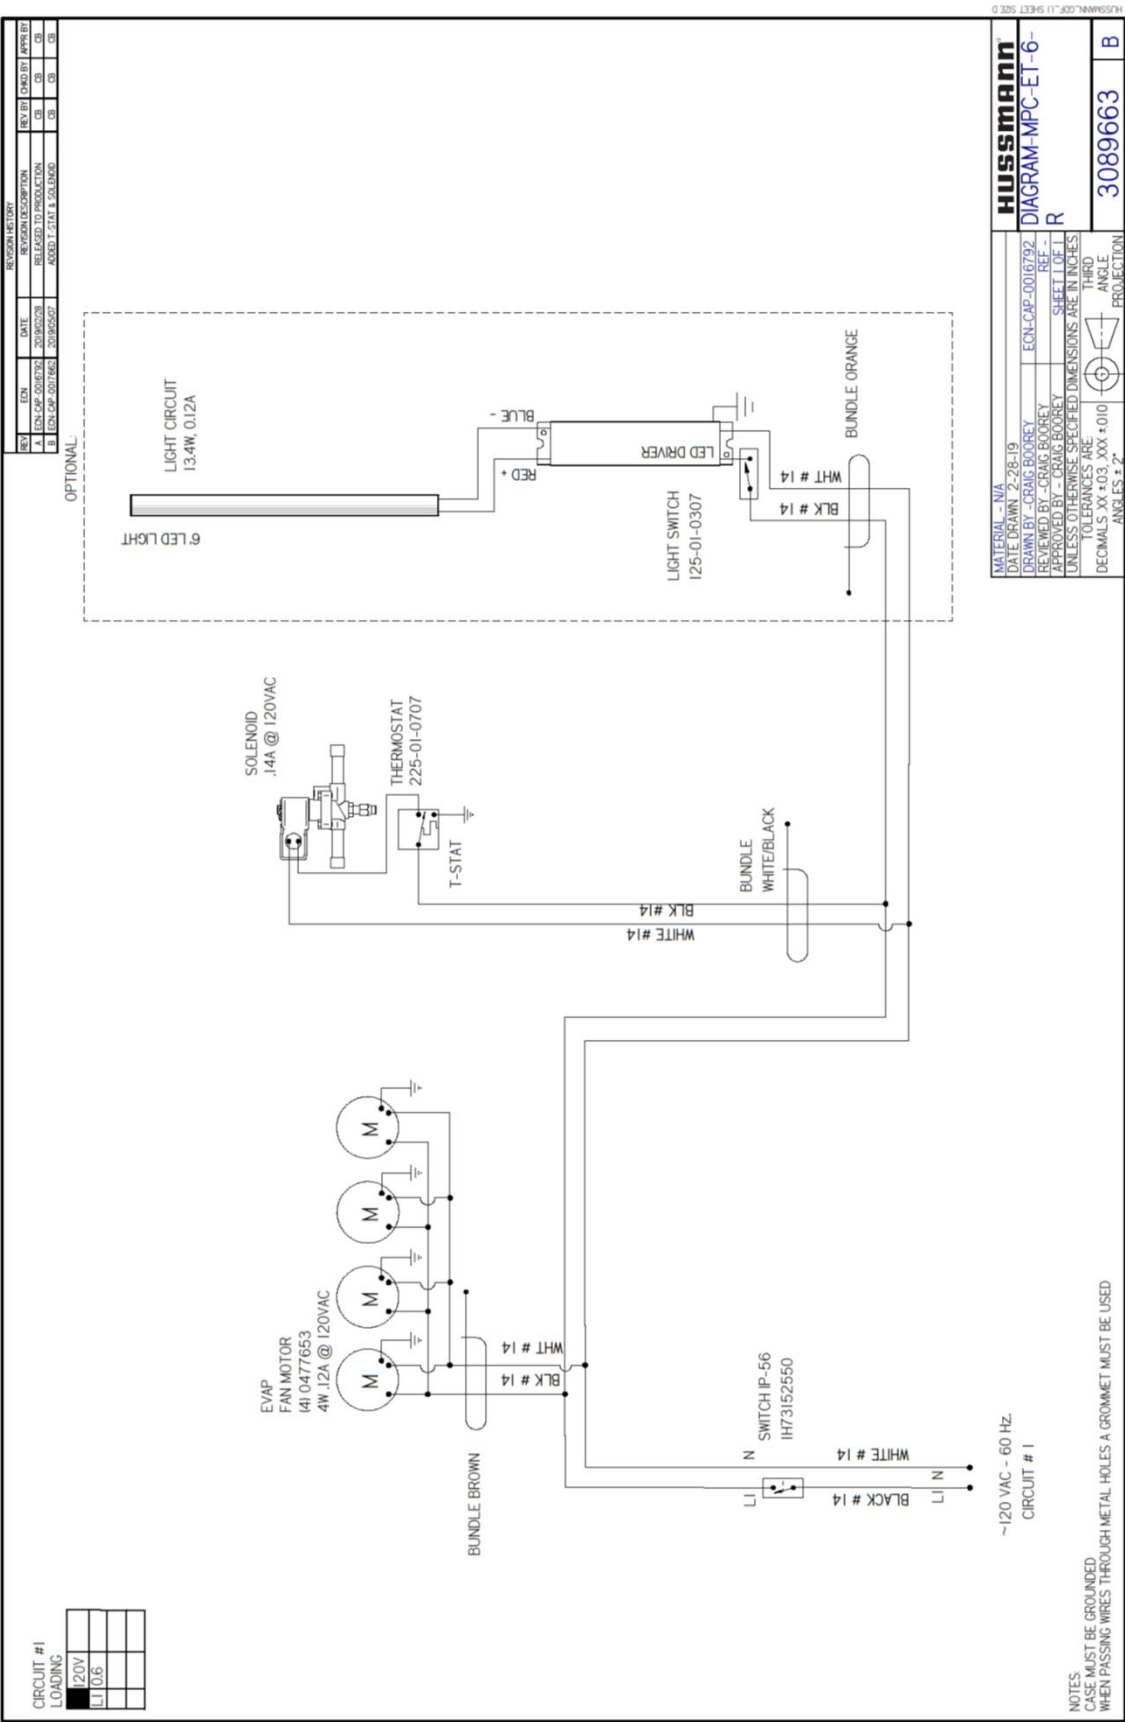 CIRCUIT #1
LOADING
120V
L1 0.6
EVAP
FAN MOTOR
(4) 0477653
4W .12A @ 120VAC
M M M M
BUNDLE BROWN
BLK # 14
WHT # 14
SWITCH IP-56
1H73152550
L1 N
BLACK # 14
WHITE # 14
L1 N
~120 VAC - 60 HZ.
CIRCUIT # 1
SOLENOID
.14A @ 120VAC
THERMOSTAT
225-01-0707
T-STAT
WHITE #14
BLK #14
BUNDLE
WHITE/BLACK
OPTIONAL:
6' LED LIGHT
LIGHT CIRCUIT
13.4W, 0.12A
RED +
BLUE -
LED DRIVER
LIGHT SWITCH
125-01-0307
BLK # 14
WHT # 14
BUNDLE ORANGE
REVISION HISTORY
REV ECN DATE REVISION DESCRIPTION REV BY CHKD BY APPR BY
A ECN-CAP-0016792 20190228 RELEASED TO PRODUCTION CB CB CB
B ECN-CAP-0017662 20190507 ADDED T-STAT & SOLENOID CB CB CB
NOTES:
CASE MUST BE GROUNDED
WHEN PASSING WIRES THROUGH METAL HOLES A GROMMET MUST BE USED
MATERIAL - N/A
DATE DRAWN 2-28-19
DRAWN BY -CRAIG BOOREY ECN-CAP-0016792
REVIEWED BY -CRAIG BOOREY REF -
APPROVED BY - CRAIG BOOREY SHEET 1 OF 1
UNLESS OTHERWISE SPECIFIED DIMENSIONS ARE IN INCHES.
TOLERANCES ARE:
DECIMALS .XX ±.03, .XXX ±.010
ANGLES ± 2°
THIRD
ANGLE
PROJECTION
HUSSMANN
DIAGRAM-MPC-ET-6-
R
3089663 B
HUSSMANN_GDF_1.1 SHEET SIZE D